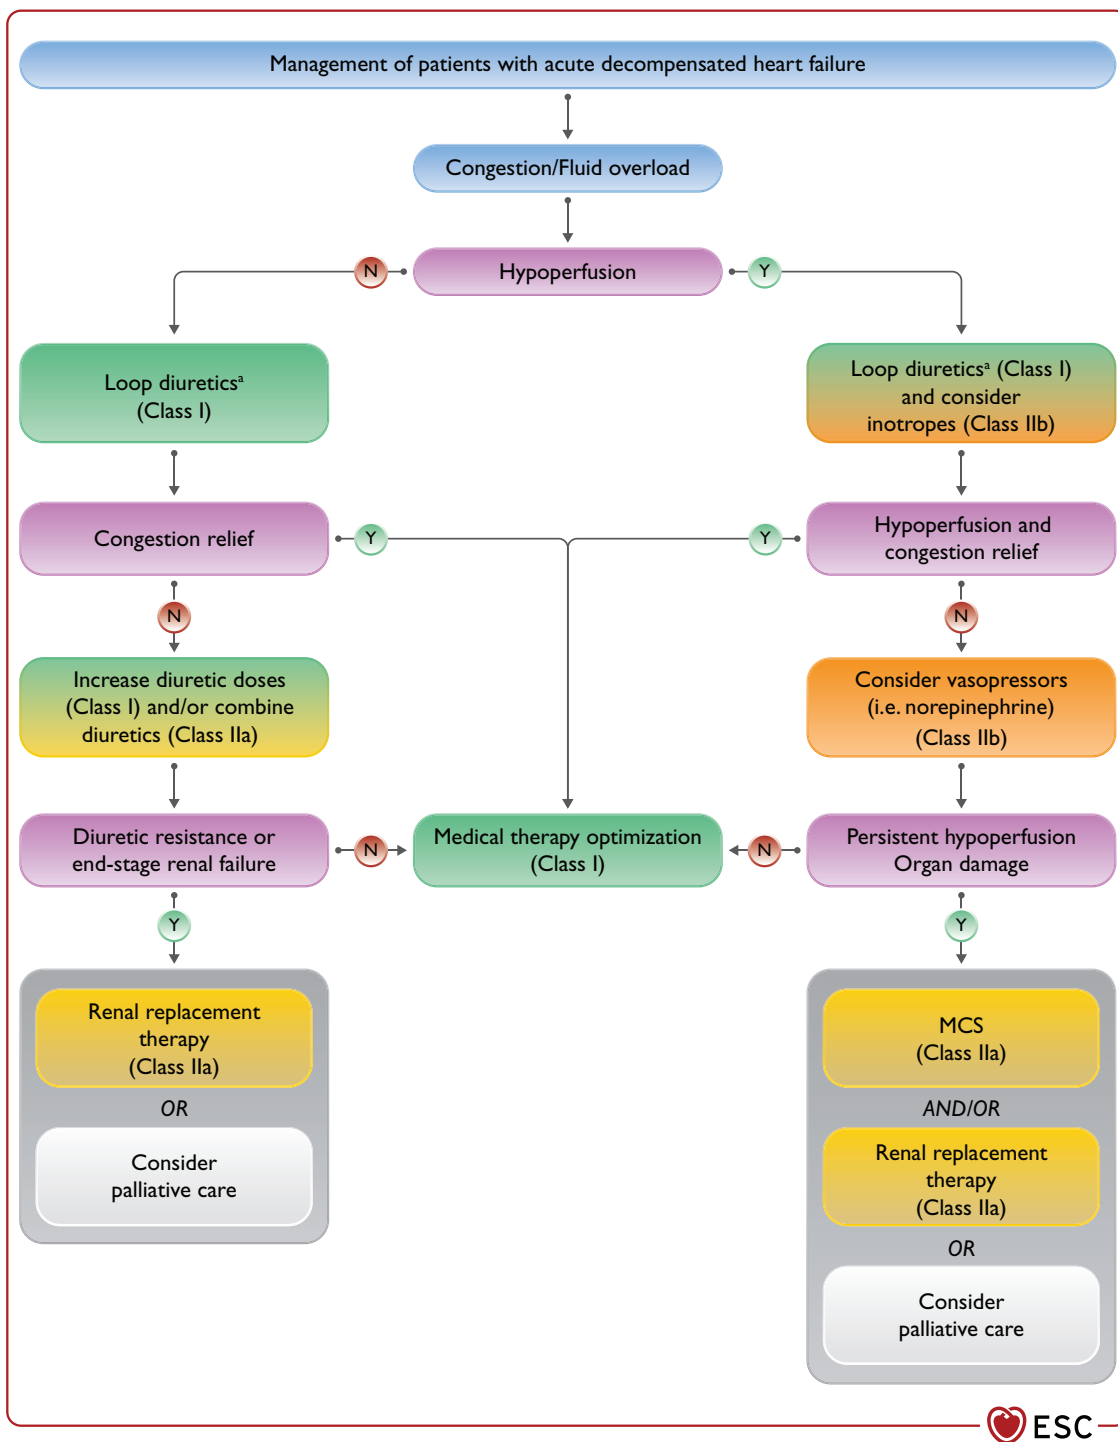 Management of patients with acute decompensated heart failure
Congestion/Fluid overload
N
Hypoperfusion
Y
Loop diureticsᵃ
(Class I)
Loop diureticsᵃ (Class I)
and consider
inotropes (Class IIb)
Congestion relief
Y
Y
Hypoperfusion and
congestion relief
N
N
Increase diuretic doses
(Class I) and/or combine
diuretics (Class IIa)
Consider vasopressors
(i.e. norepinephrine)
(Class IIb)
Diuretic resistance or
end-stage renal failure
N
Medical therapy optimization
(Class I)
N
Persistent hypoperfusion
Organ damage
Y
Y
Renal replacement
therapy
(Class IIa)
OR
Consider
palliative care
MCS
(Class IIa)
AND/OR
Renal replacement
therapy
(Class IIa)
OR
Consider
palliative care
ESC